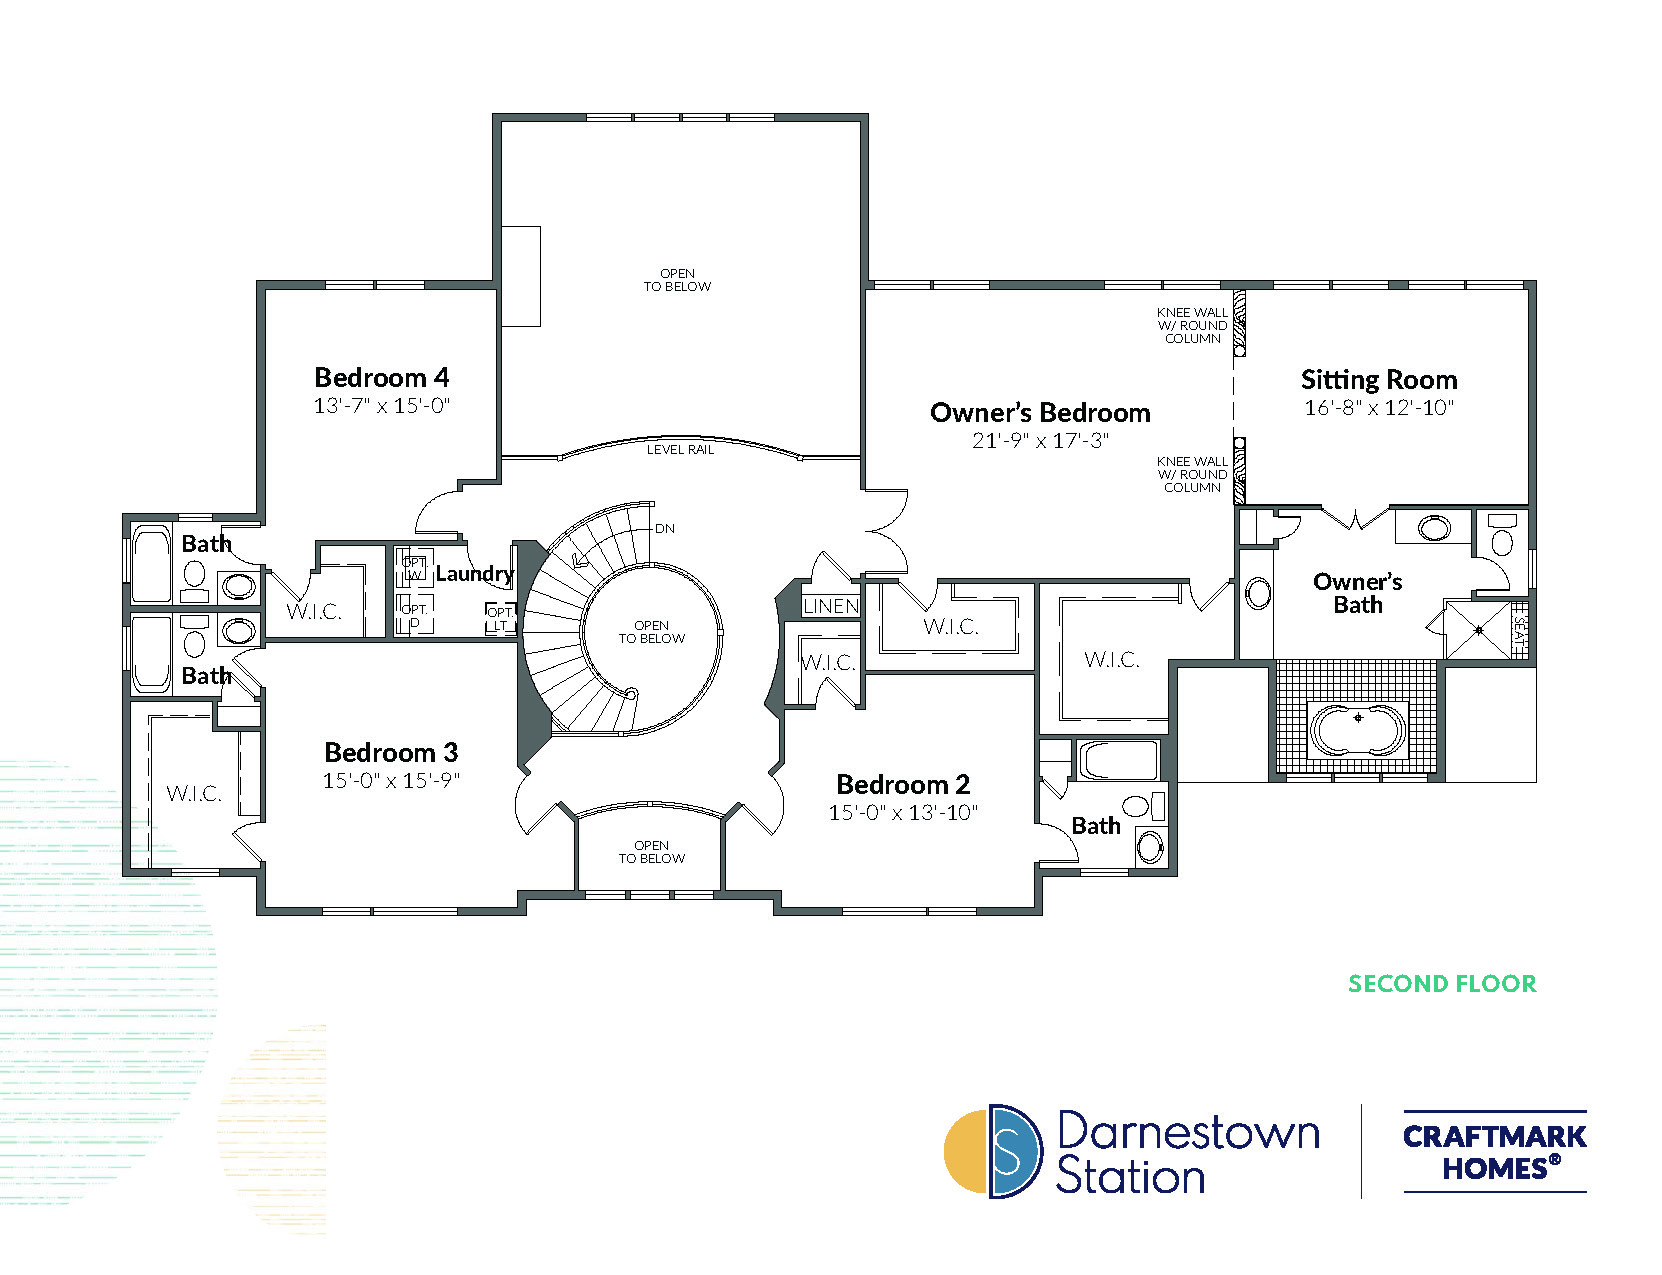 OPEN
TO BELOW
KNEE WALL
W/ ROUND
COLUMN
Bedroom 4
13'-7" x 15'-0"
Sitting Room
16'-8" x 12'-10"
Owner’s Bedroom
21'-9" x 17'-3"
LEVEL RAIL
KNEE WALL
W/ ROUND
COLUMN
DN
Bath
OPT.
W
Laundry
OPT.
D
OPT.
LT
W.I.C.
OPEN
TO BELOW
LINEN
W.I.C.
W.I.C.
W.I.C.
Owner’s
Bath
SEAT
Bath
Bedroom 3
15'-0" x 15'-9"
W.I.C.
Bedroom 2
15'-0" x 13'-10"
Bath
OPEN
TO BELOW
SECOND FLOOR
DS
Darnestown
Station
CRAFTMARK
HOMES®